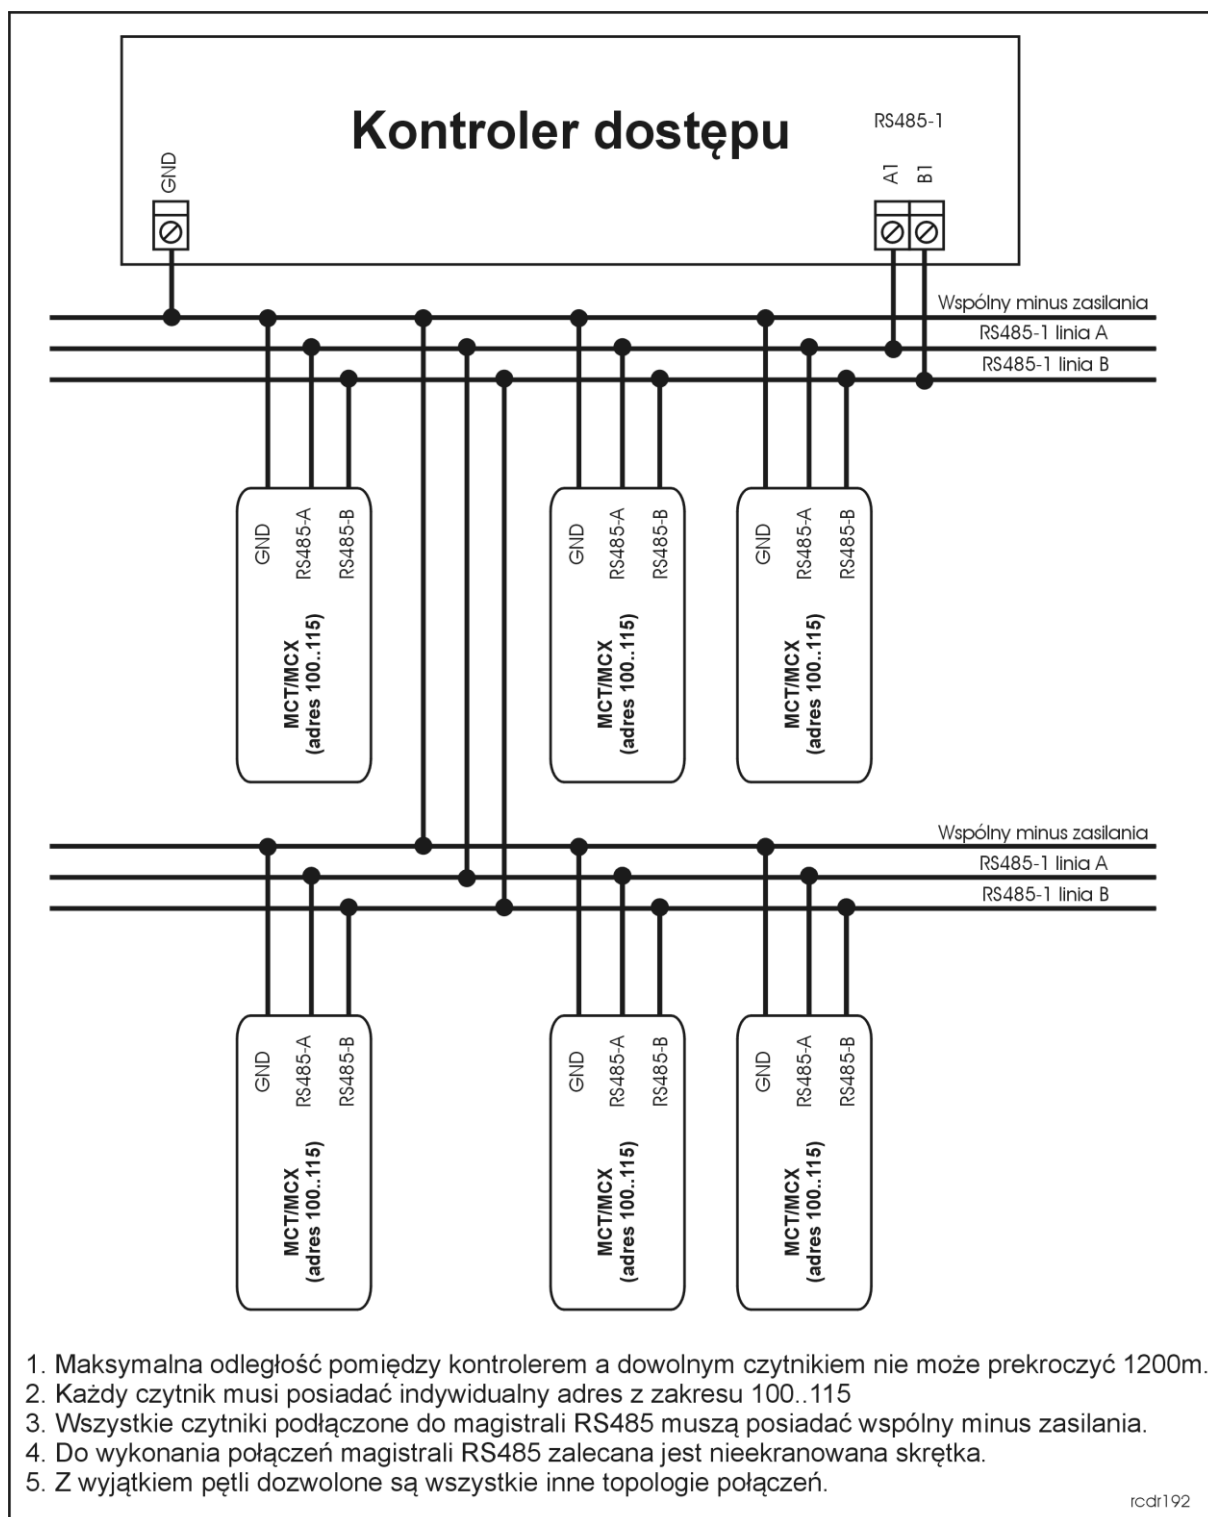 Kontroler dostępu
RS485-1
GND
A1
B1
Wspólny minus zasilania
RS485-1 linia A
RS485-1 linia B
GND
RS485-A
RS485-B
MCT/MCX
(adres 100..115)
GND
RS485-A
RS485-B
MCT/MCX
(adres 100..115)
GND
RS485-A
RS485-B
MCT/MCX
(adres 100..115)
Wspólny minus zasilania
RS485-1 linia A
RS485-1 linia B
GND
RS485-A
RS485-B
MCT/MCX
(adres 100..115)
GND
RS485-A
RS485-B
MCT/MCX
(adres 100..115)
GND
RS485-A
RS485-B
MCT/MCX
(adres 100..115)
1. Maksymalna odległość pomiędzy kontrolerem a dowolnym czytnikiem nie może prekroczyć 1200m.
2. Każdy czytnik musi posiadać indywidualny adres z zakresu 100..115
3. Wszystkie czytniki podłączone do magistrali RS485 muszą posiadać wspólny minus zasilania.
4. Do wykonania połączeń magistrali RS485 zalecana jest nieekranowana skrętka.
5. Z wyjątkiem pętli dozwolone są wszystkie inne topologie połączeń.
rcdr192